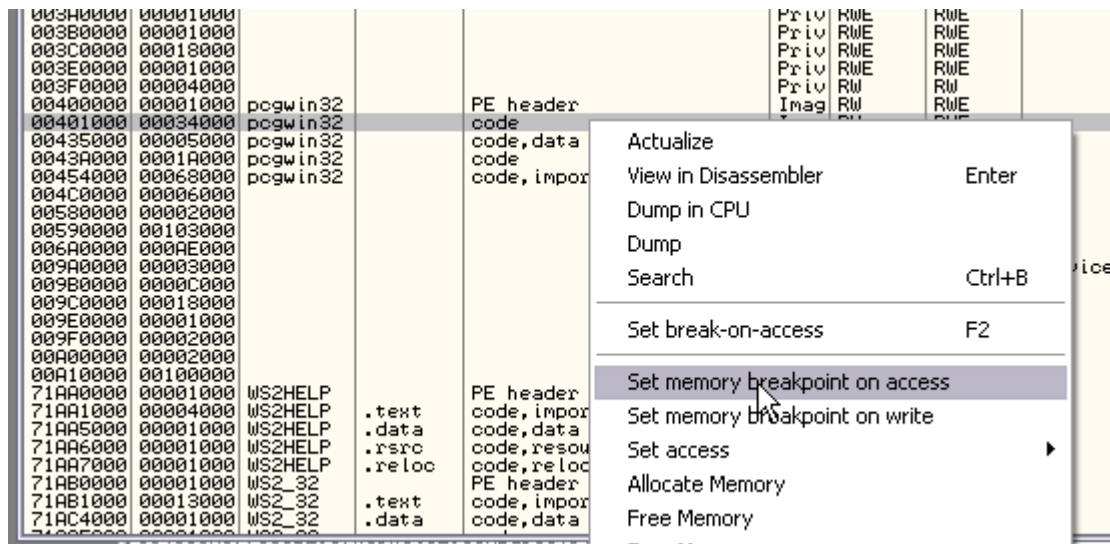 003A0000 00001000 Priv RWE RWE
003B0000 00001000 Priv RWE RWE
003C0000 00018000 Priv RWE RWE
003E0000 00001000 Priv RWE RWE
003F0000 00004000 Priv RW RW
00400000 00001000 pcgwin32 PE header Imag RW RWE
00401000 00034000 pcgwin32 code
00435000 00005000 pcgwin32 code,data
0043A000 0001A000 pcgwin32 code
00454000 00068000 pcgwin32 code,impor
004C0000 00006000
00580000 00002000
00590000 00103000
006A0000 000AE000
009A0000 00003000 vice
009B0000 0000C000
009C0000 00018000
009E0000 00001000
009F0000 00002000
00A00000 00002000
00A10000 00100000
71AA0000 00001000 WS2HELP PE header
71AA1000 00004000 WS2HELP .text code,impor
71AA5000 00001000 WS2HELP .data code,data
71AA6000 00001000 WS2HELP .rsrc code,resou
71AA7000 00001000 WS2HELP .reloc code,reloc
71AB0000 00001000 WS2_32 PE header
71AB1000 00013000 WS2_32 .text code,impor
71AC4000 00001000 WS2_32 .data code,data
Actualize
View in Disassembler Enter
Dump in CPU
Dump
Search Ctrl+B
Set break-on-access F2
Set memory breakpoint on access
Set memory breakpoint on write
Set access
Allocate Memory
Free Memory